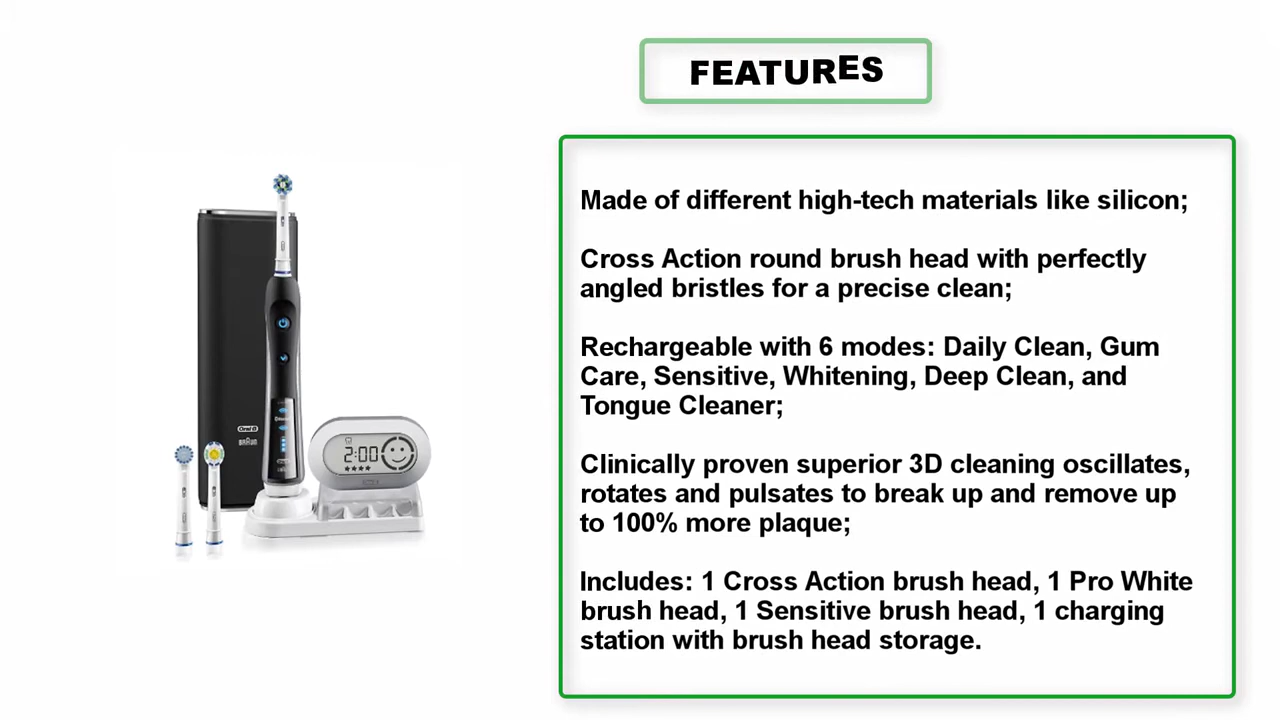 FEATURES
Made of different high-tech materials like silicon;
Cross Action round brush head with perfectly
angled bristles for a precise clean;
Rechargeable with 6 modes: Daily Clean, Gum
Care, Sensitive, Whitening, Deep Clean, and
Tongue Cleaner;
Clinically proven superior 3D cleaning oscillates,
rotates and pulsates to break up and remove up
to 100% more plaque;
Includes: 1 Cross Action brush head, 1 Pro White
brush head, 1 Sensitive brush head, 1 charging
station with brush head storage.
Oral-B
BRAUN
2:00